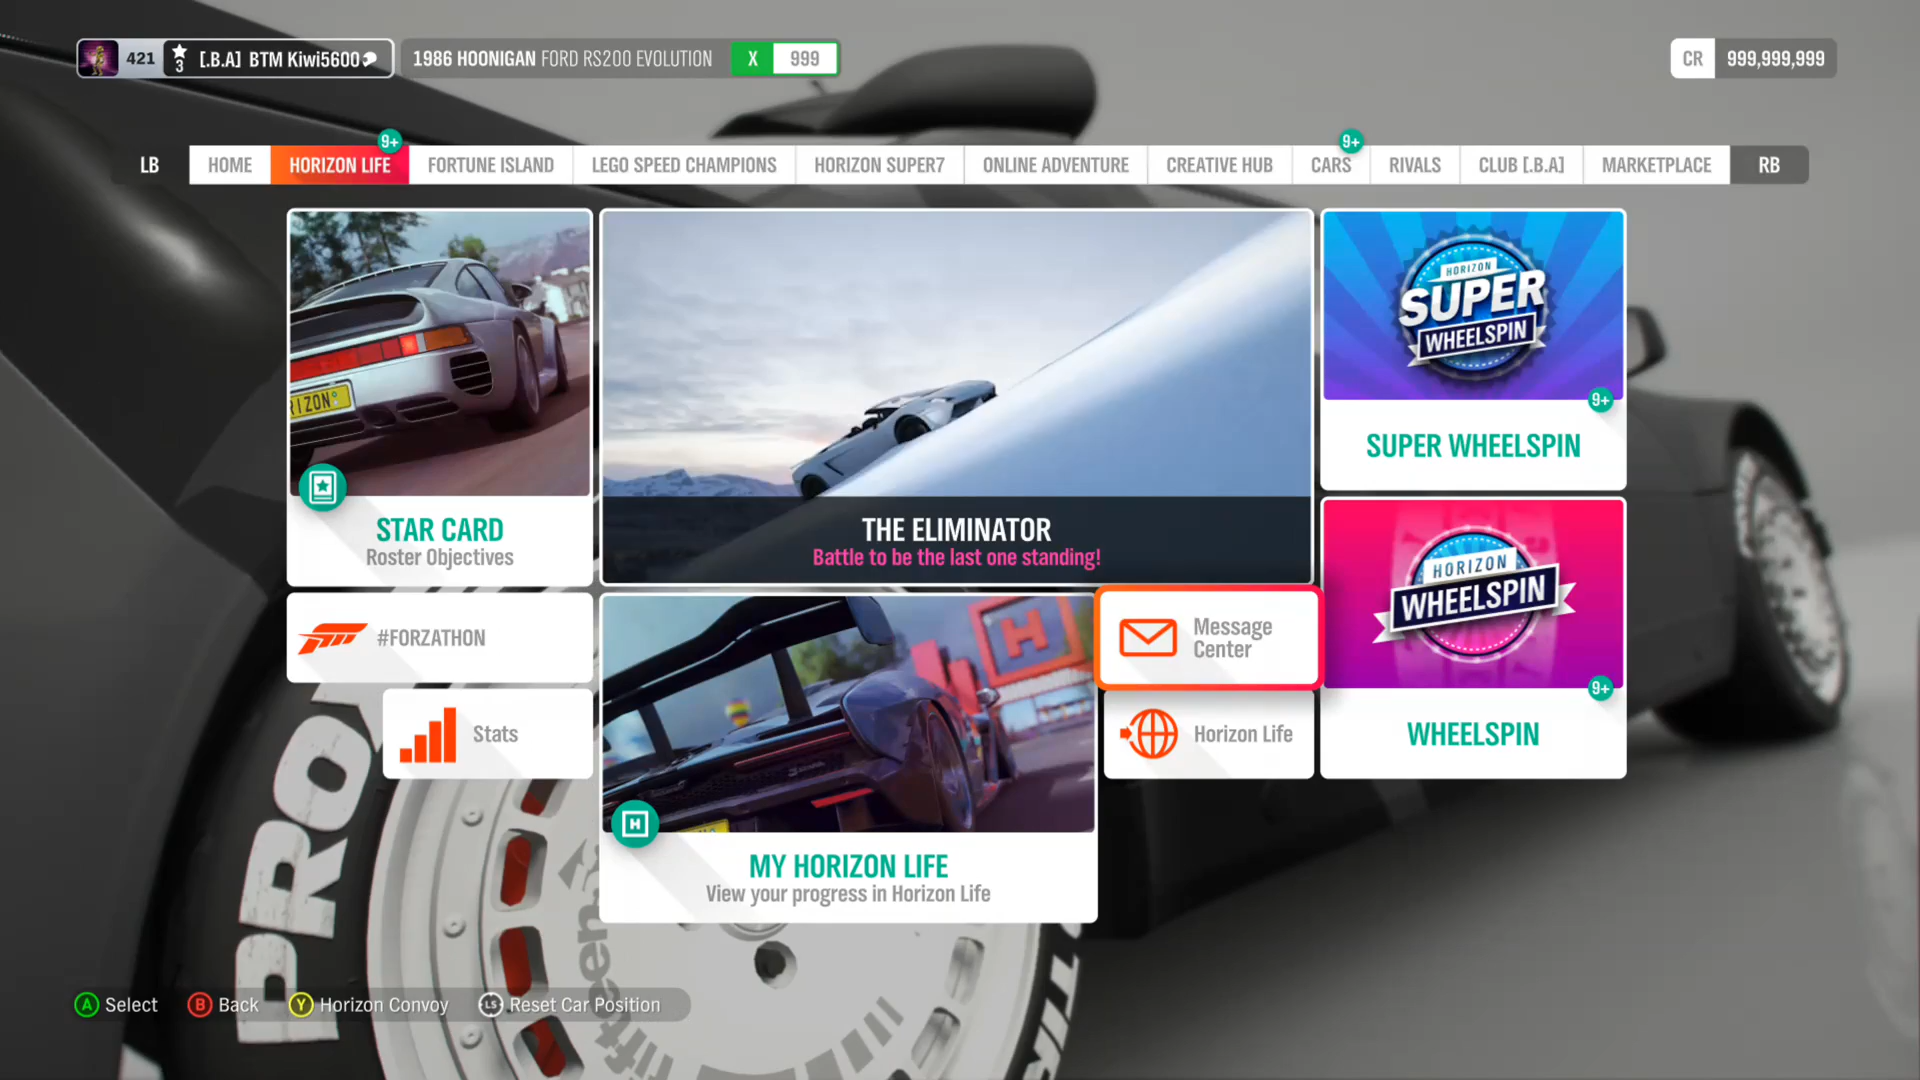 421 3 [.B.A] BTM Kiwi5600
1986 HOONIGAN FORD RS200 EVOLUTION X 999
CR 999,999,999
9+
9+
LB HOME HORIZON LIFE FORTUNE ISLAND LEGO SPEED CHAMPIONS HORIZON SUPER7 ONLINE ADVENTURE CREATIVE HUB CARS RIVALS CLUB [.B.A] MARKETPLACE RB
RIZON
STAR CARD
Roster Objectives
THE ELIMINATOR
Battle to be the last one standing!
HORIZON
SUPER
WHEELSPIN
9+
SUPER WHEELSPIN
#FORZATHON
Stats
H
H
MY HORIZON LIFE
View your progress in Horizon Life
Message
Center
Horizon Life
HORIZON
WHEELSPIN
9+
WHEELSPIN
PROX
fifteen52
A Select B Back Y Horizon Convoy LS Reset Car Position